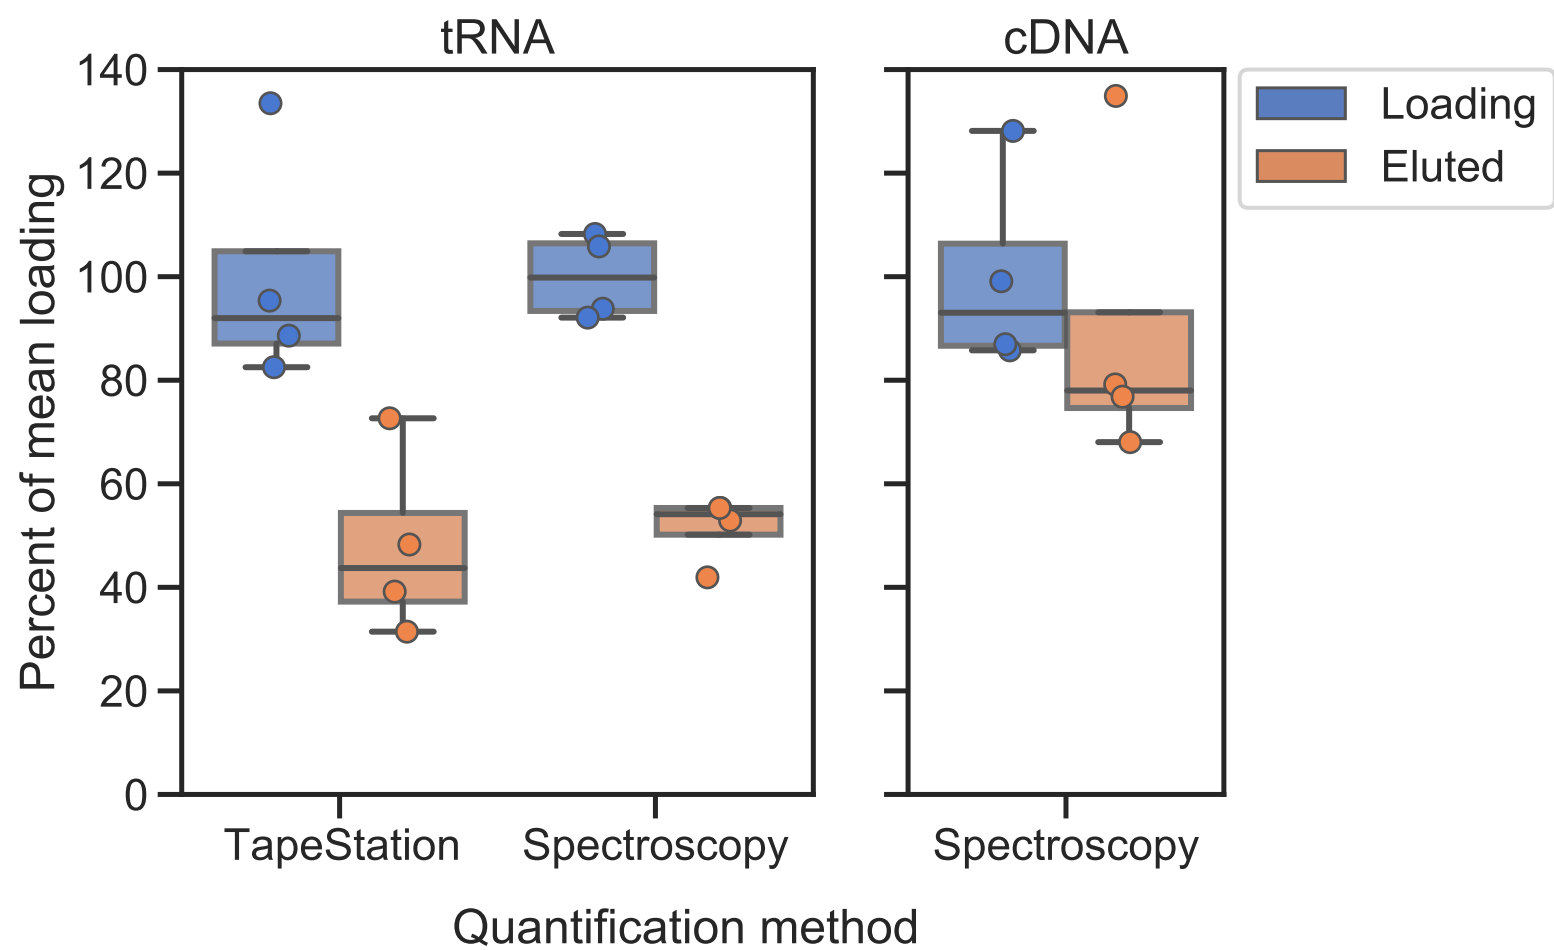 tRNA
cDNA
Loading
Eluted
Percent of mean loading
140
120
100
80
60
40
20
0
TapeStation
Spectroscopy
Spectroscopy
Quantification method